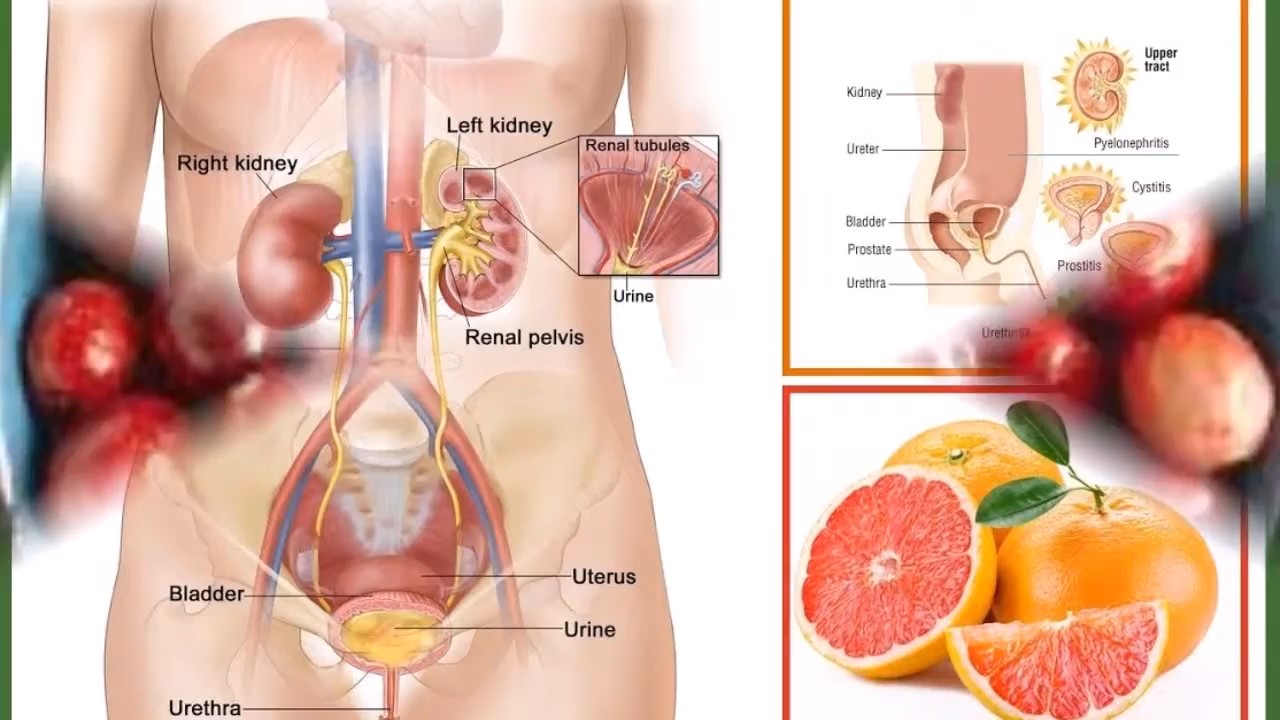 Left kidney
Right kidney
Renal tubules
Urine
Renal pelvis
Uterus
Bladder
Urine
Urethra
Upper
tract
Kidney
Pyelonephritis
Ureter
Cystitis
Bladder
Prostate
Prostitis
Urethra